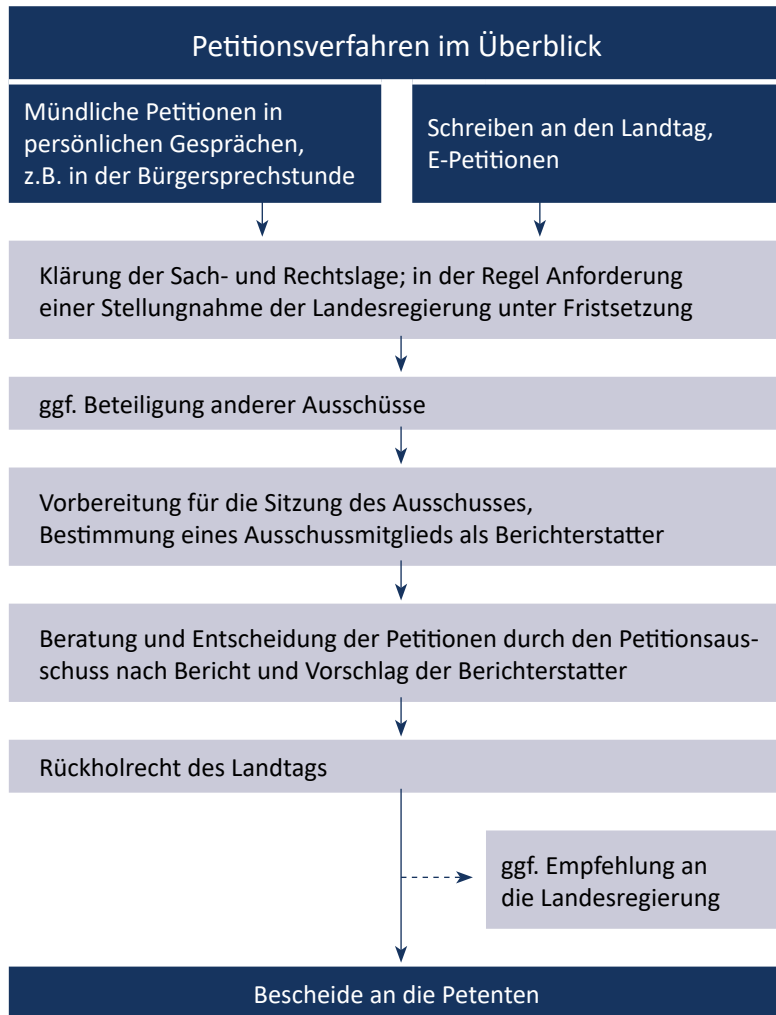 Petitionsverfahren im Überblick
Mündliche Petitionen in
persönlichen Gesprächen,
z.B. in der Bürgersprechstunde
Schreiben an den Landtag,
E-Petitionen
Klärung der Sach- und Rechtslage; in der Regel Anforderung
einer Stellungnahme der Landesregierung unter Fristsetzung
ggf. Beteiligung anderer Ausschüsse
Vorbereitung für die Sitzung des Ausschusses,
Bestimmung eines Ausschussmitglieds als Berichterstatter
Beratung und Entscheidung der Petitionen durch den Petitionsaus-
schuss nach Bericht und Vorschlag der Berichterstatter
Rückholrecht des Landtags
ggf. Empfehlung an
die Landesregierung
Bescheide an die Petenten